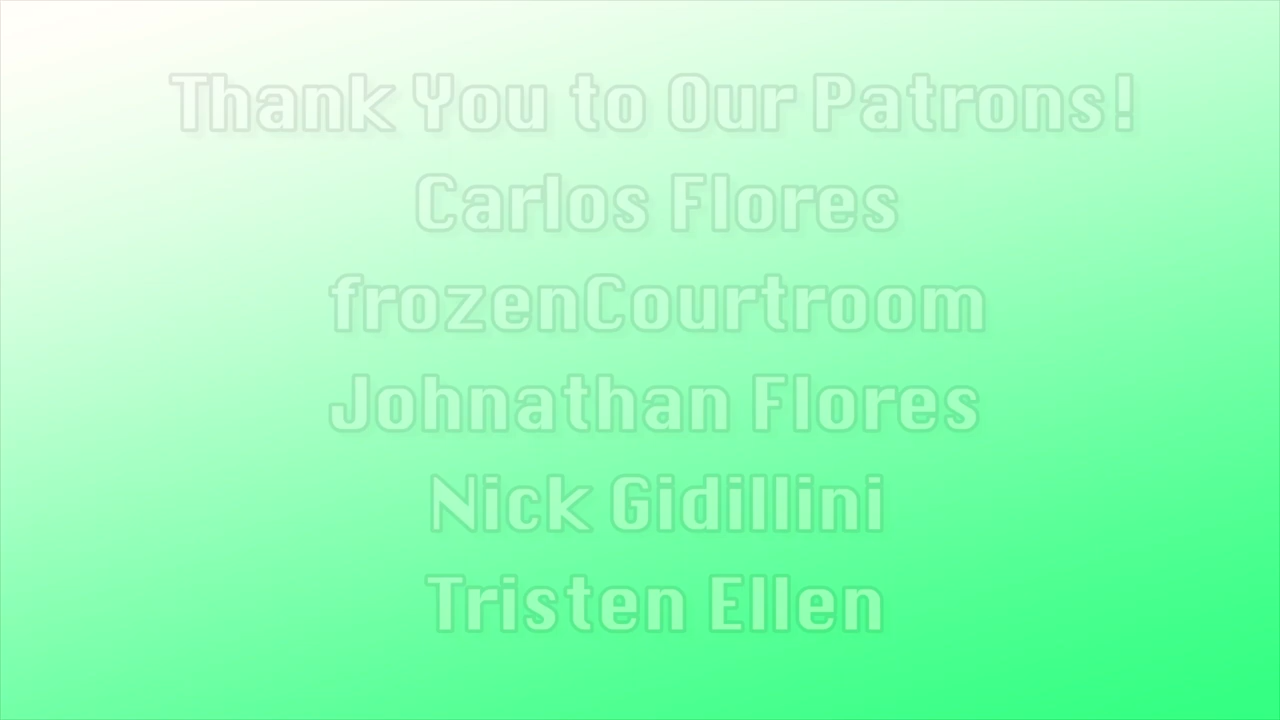 Thank You to Our Patrons!
Carlos Flores
frozenCourtroom
Johnathan Flores
Nick Gidillini
Tristen Ellen